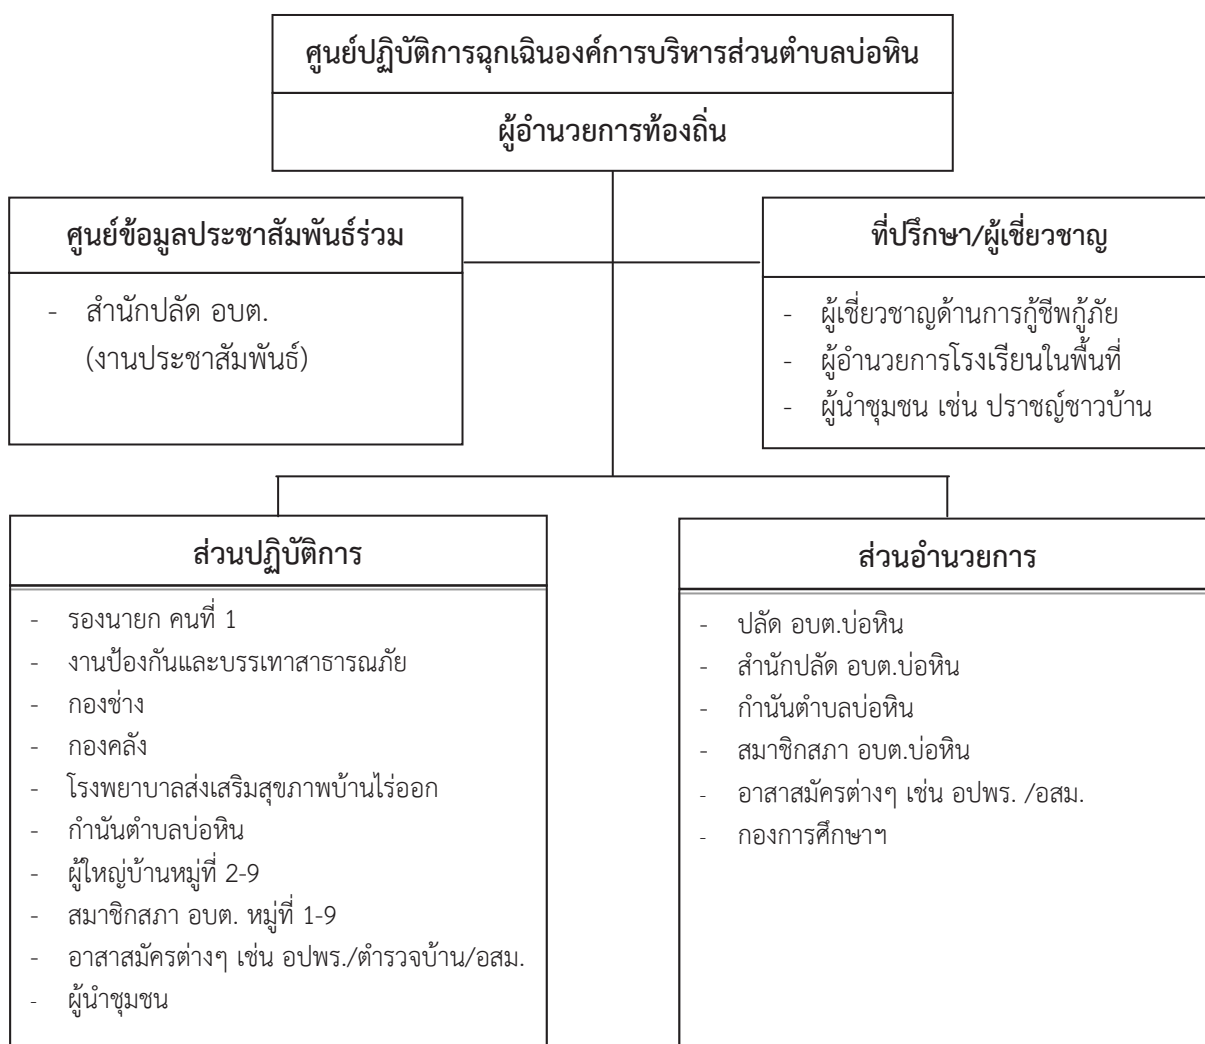 ศูนย์ปฏิบัติการฉุกเฉินองค์การบริหารส่วนตำบลบ่อหิน
ผู้อำนวยการท้องถิ่น
ศูนย์ข้อมูลประชาสัมพันธ์ร่วม
- สำนักปลัด อบต.
(งานประชาสัมพันธ์)
ที่ปรึกษา/ผู้เชี่ยวชาญ
- ผู้เชี่ยวชาญด้านการกู้ชีพกู้ภัย
- ผู้อำนวยการโรงเรียนในพื้นที่
- ผู้นำชุมชน เช่น ปราชญ์ชาวบ้าน
ส่วนปฏิบัติการ
- รองนายก คนที่ 1
- งานป้องกันและบรรเทาสาธารณภัย
- กองช่าง
- กองคลัง
- โรงพยาบาลส่งเสริมสุขภาพบ้านไร่ออก
- กำนันตำบลบ่อหิน
- ผู้ใหญ่บ้านหมู่ที่ 2-9
- สมาชิกสภา อบต. หมู่ที่ 1-9
- อาสาสมัครต่างๆ เช่น อปพร./ตำรวจบ้าน/อสม.
- ผู้นำชุมชน
ส่วนอำนวยการ
- ปลัด อบต.บ่อหิน
- สำนักปลัด อบต.บ่อหิน
- กำนันตำบลบ่อหิน
- สมาชิกสภา อบต.บ่อหิน
- อาสาสมัครต่างๆ เช่น อปพร. /อสม.
- กองการศึกษาฯ